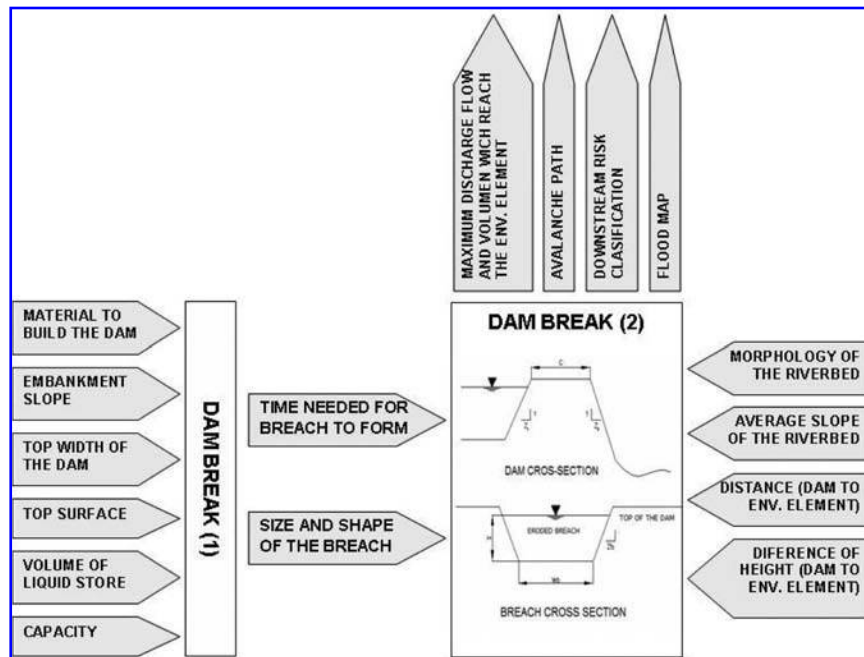 MAXIMUM DISCHARGE FLOW
AND VOLUMEN WICH REACH
THE ENV. ELEMENT
AVALANCHE PATH
DOWNSTREAM RISK
CLASIFICATION
FLOOD MAP
MATERIAL TO
BUILD THE DAM
EMBANKMENT
SLOPE
TOP WIDTH OF
THE DAM
TOP SURFACE
VOLUME OF
LIQUID STORE
CAPACITY
DAM BREAK (1)
TIME NEEDED FOR
BREACH TO FORM
SIZE AND SHAPE
OF THE BREACH
DAM BREAK (2)
C
1
1
DAM CROS-SECTION
TOP OF THE DAM
ERODED BREACH
BREACH CROSS SECTION
MORPHOLOGY OF
THE RIVERBED
AVERAGE SLOPE
OF THE RIVERBED
DISTANCE (DAM TO
ENV. ELEMENT)
DIFERENCE OF
HEIGHT (DAM TO
ENV. ELEMENT)